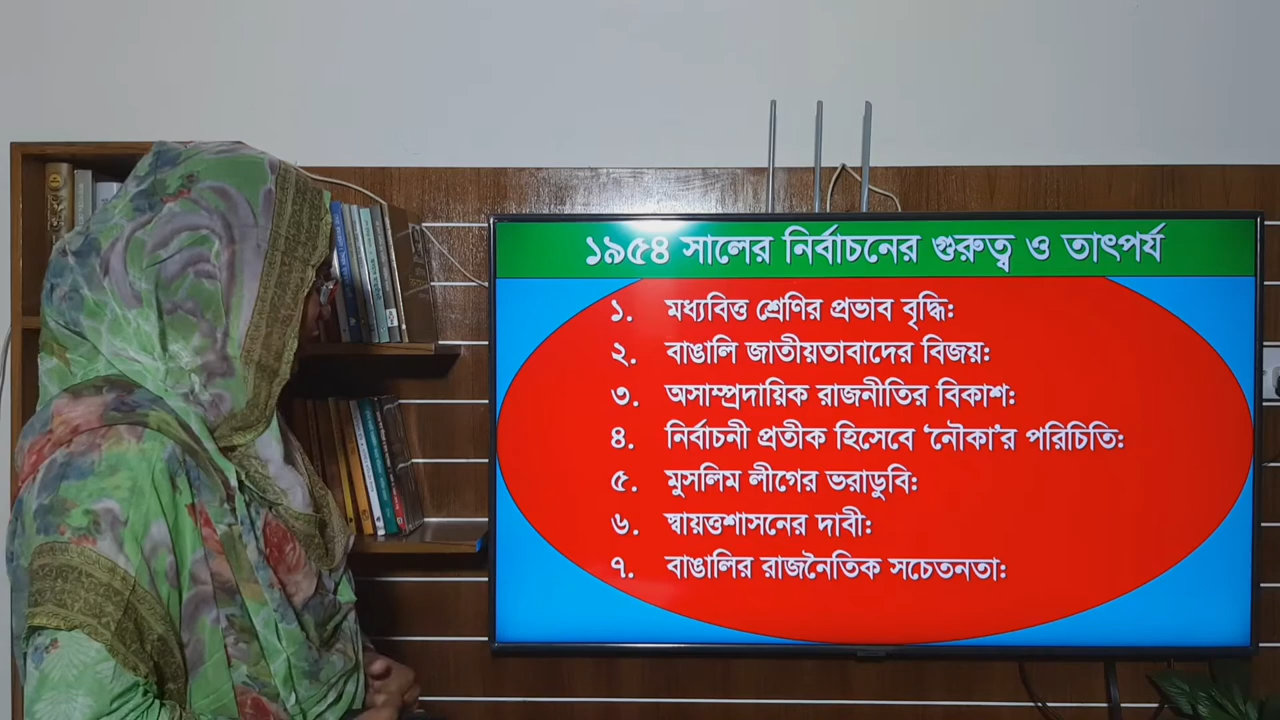 ১৯৫৪ সালের নির্বাচনের গুরুত্ব ও তাৎপর্য
১. মধ্যবিত্ত শ্রেণির প্রভাব বৃদ্ধি:
২. বাঙালি জাতীয়তাবাদের বিজয়:
৩. অসাম্প্রদায়িক রাজনীতির বিকাশ:
৪. নির্বাচনী প্রতীক হিসেবে ‘নৌকা’র পরিচিতি:
৫. মুসলিম লীগের ভরাডুবি:
৬. স্বায়ত্তশাসনের দাবী:
৭. বাঙালির রাজনৈতিক সচেতনতা: